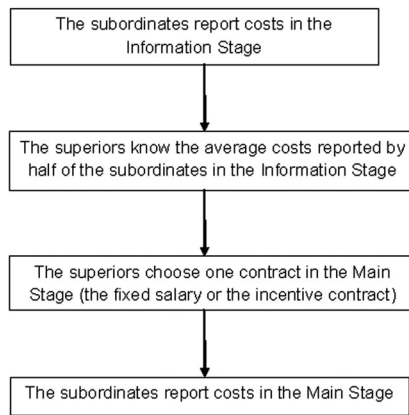 The subordinates report costs in the
Information Stage
The superiors know the average costs reported by
half of the subordinates in the Information Stage
The superiors choose one contract in the Main
Stage (the fixed salary or the incentive contract)
The subordinates report costs in the Main Stage